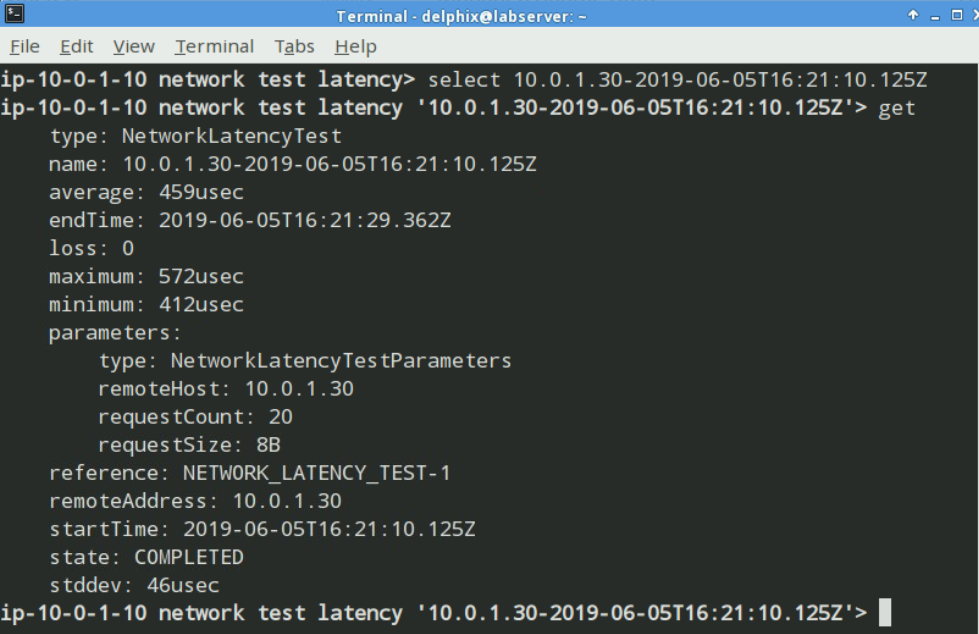 Terminal - delphix@labserver: ~
File Edit View Terminal Tabs Help
ip-10-0-1-10 network test latency> select 10.0.1.30-2019-06-05T16:21:10.125Z
ip-10-0-1-10 network test latency '10.0.1.30-2019-06-05T16:21:10.125Z'> get
    type: NetworkLatencyTest
    name: 10.0.1.30-2019-06-05T16:21:10.125Z
    average: 459usec
    endTime: 2019-06-05T16:21:29.362Z
    loss: 0
    maximum: 572usec
    minimum: 412usec
    parameters:
        type: NetworkLatencyTestParameters
        remoteHost: 10.0.1.30
        requestCount: 20
        requestSize: 8B
    reference: NETWORK_LATENCY_TEST-1
    remoteAddress: 10.0.1.30
    startTime: 2019-06-05T16:21:10.125Z
    state: COMPLETED
    stddev: 46usec
ip-10-0-1-10 network test latency '10.0.1.30-2019-06-05T16:21:10.125Z'>